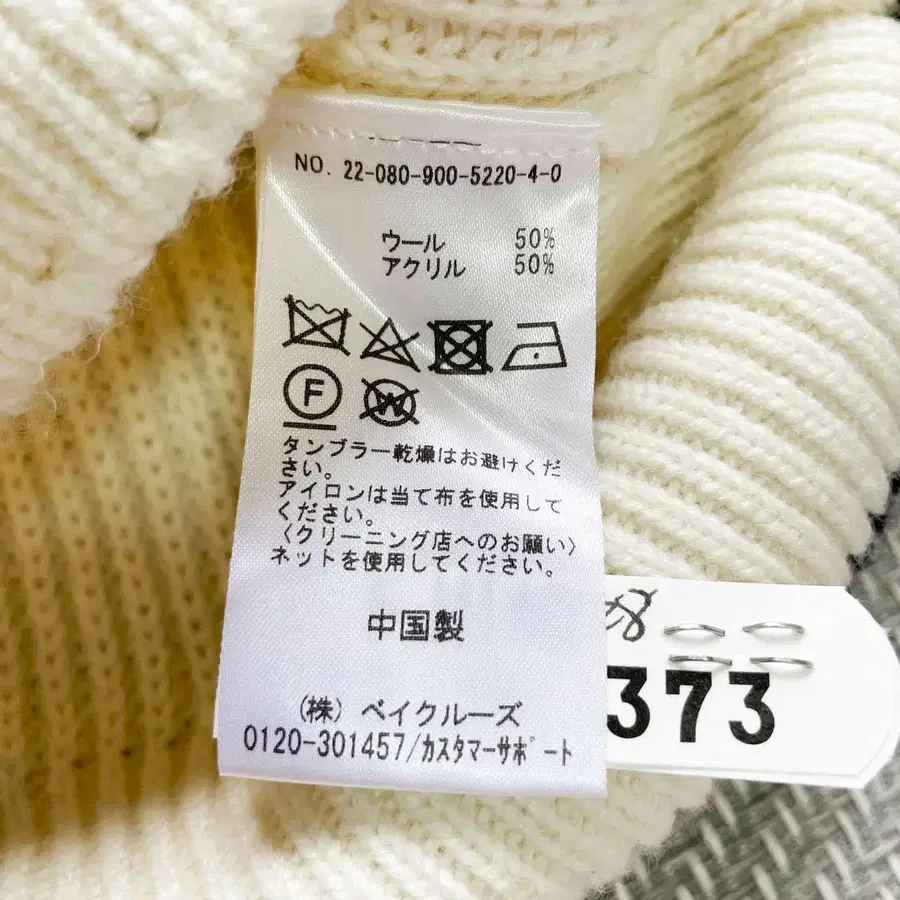 NO. 22-080-900-5220-4-0
ウール 50%
アクリル 50%
F
W
タンブラー乾燥はお避けくだ
さい。
アイロンは当て布を使用して
ください。
〈クリーニング店へのお願い〉
ネットを使用してください。
中国製
(株) ベイクルーズ
0120-301457/カスタマーサポート
373